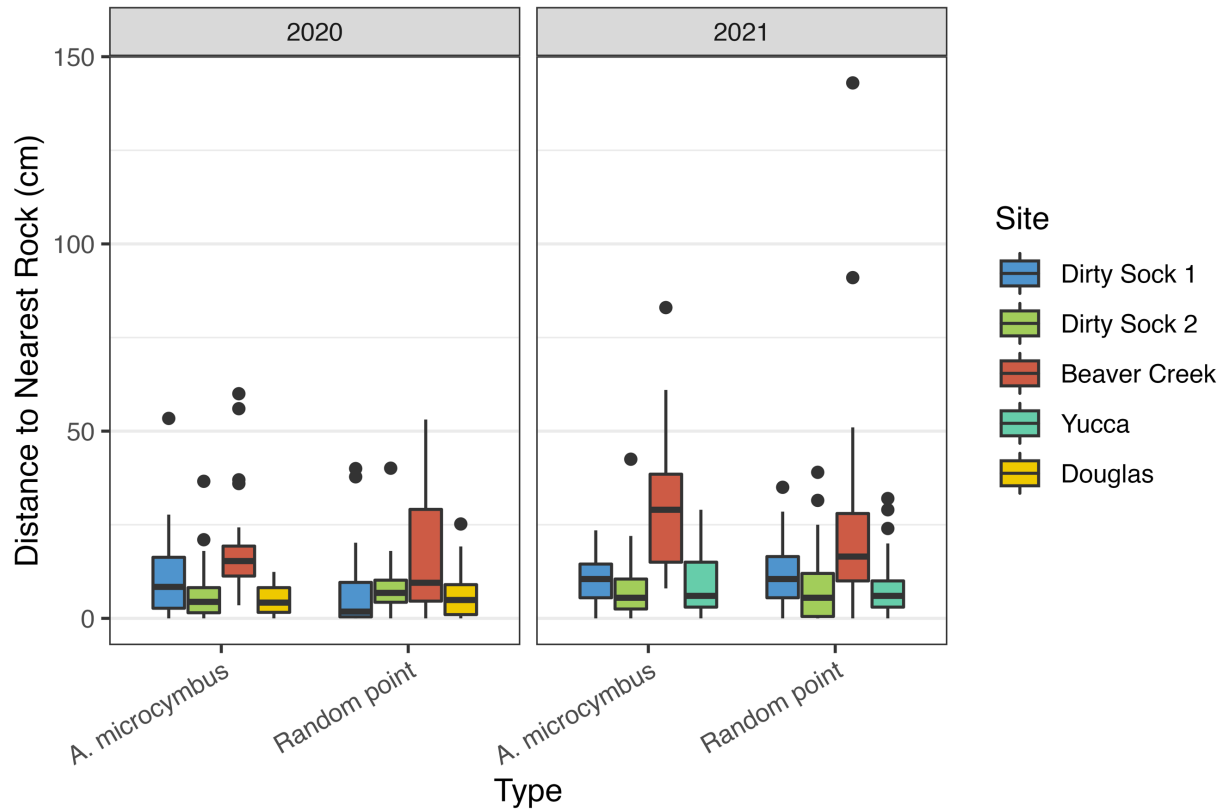 2020
2021
150
100
50
0
Distance to Nearest Rock (cm)
A. microcymbus
Random point
A. microcymbus
Random point
Type
Site
Dirty Sock 1
Dirty Sock 2
Beaver Creek
Yucca
Douglas